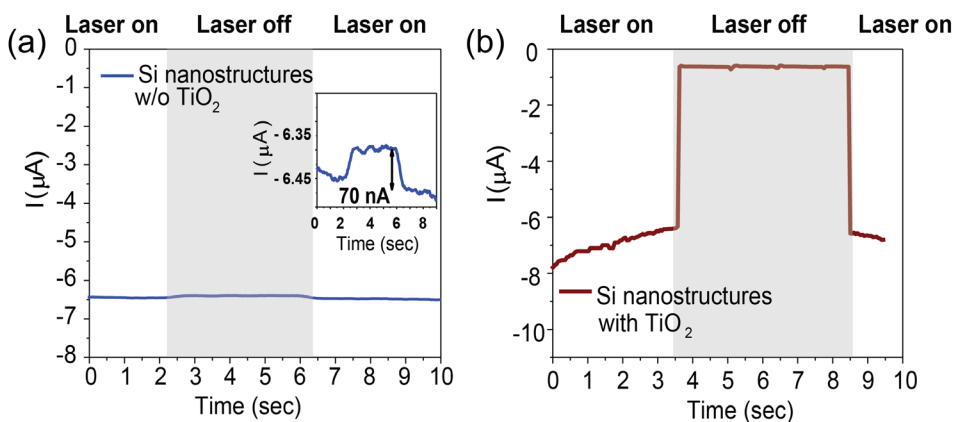 (a)
Laser on Laser off Laser on
0
-1
-2
-3
-4
-5
-6
-7
-8
I (μA)
Si nanostructures
w/o TiO2
- 6.35
- 6.45
I (μA)
70 nA
0 2 4 6 8
Time (sec)
0 1 2 3 4 5 6 7 8 9 10
Time (sec)
(b)
Laser on Laser off Laser on
0
-2
-4
-6
-8
-10
I (μA)
Si nanostructures
with TiO2
0 1 2 3 4 5 6 7 8 9 10
Time (sec)